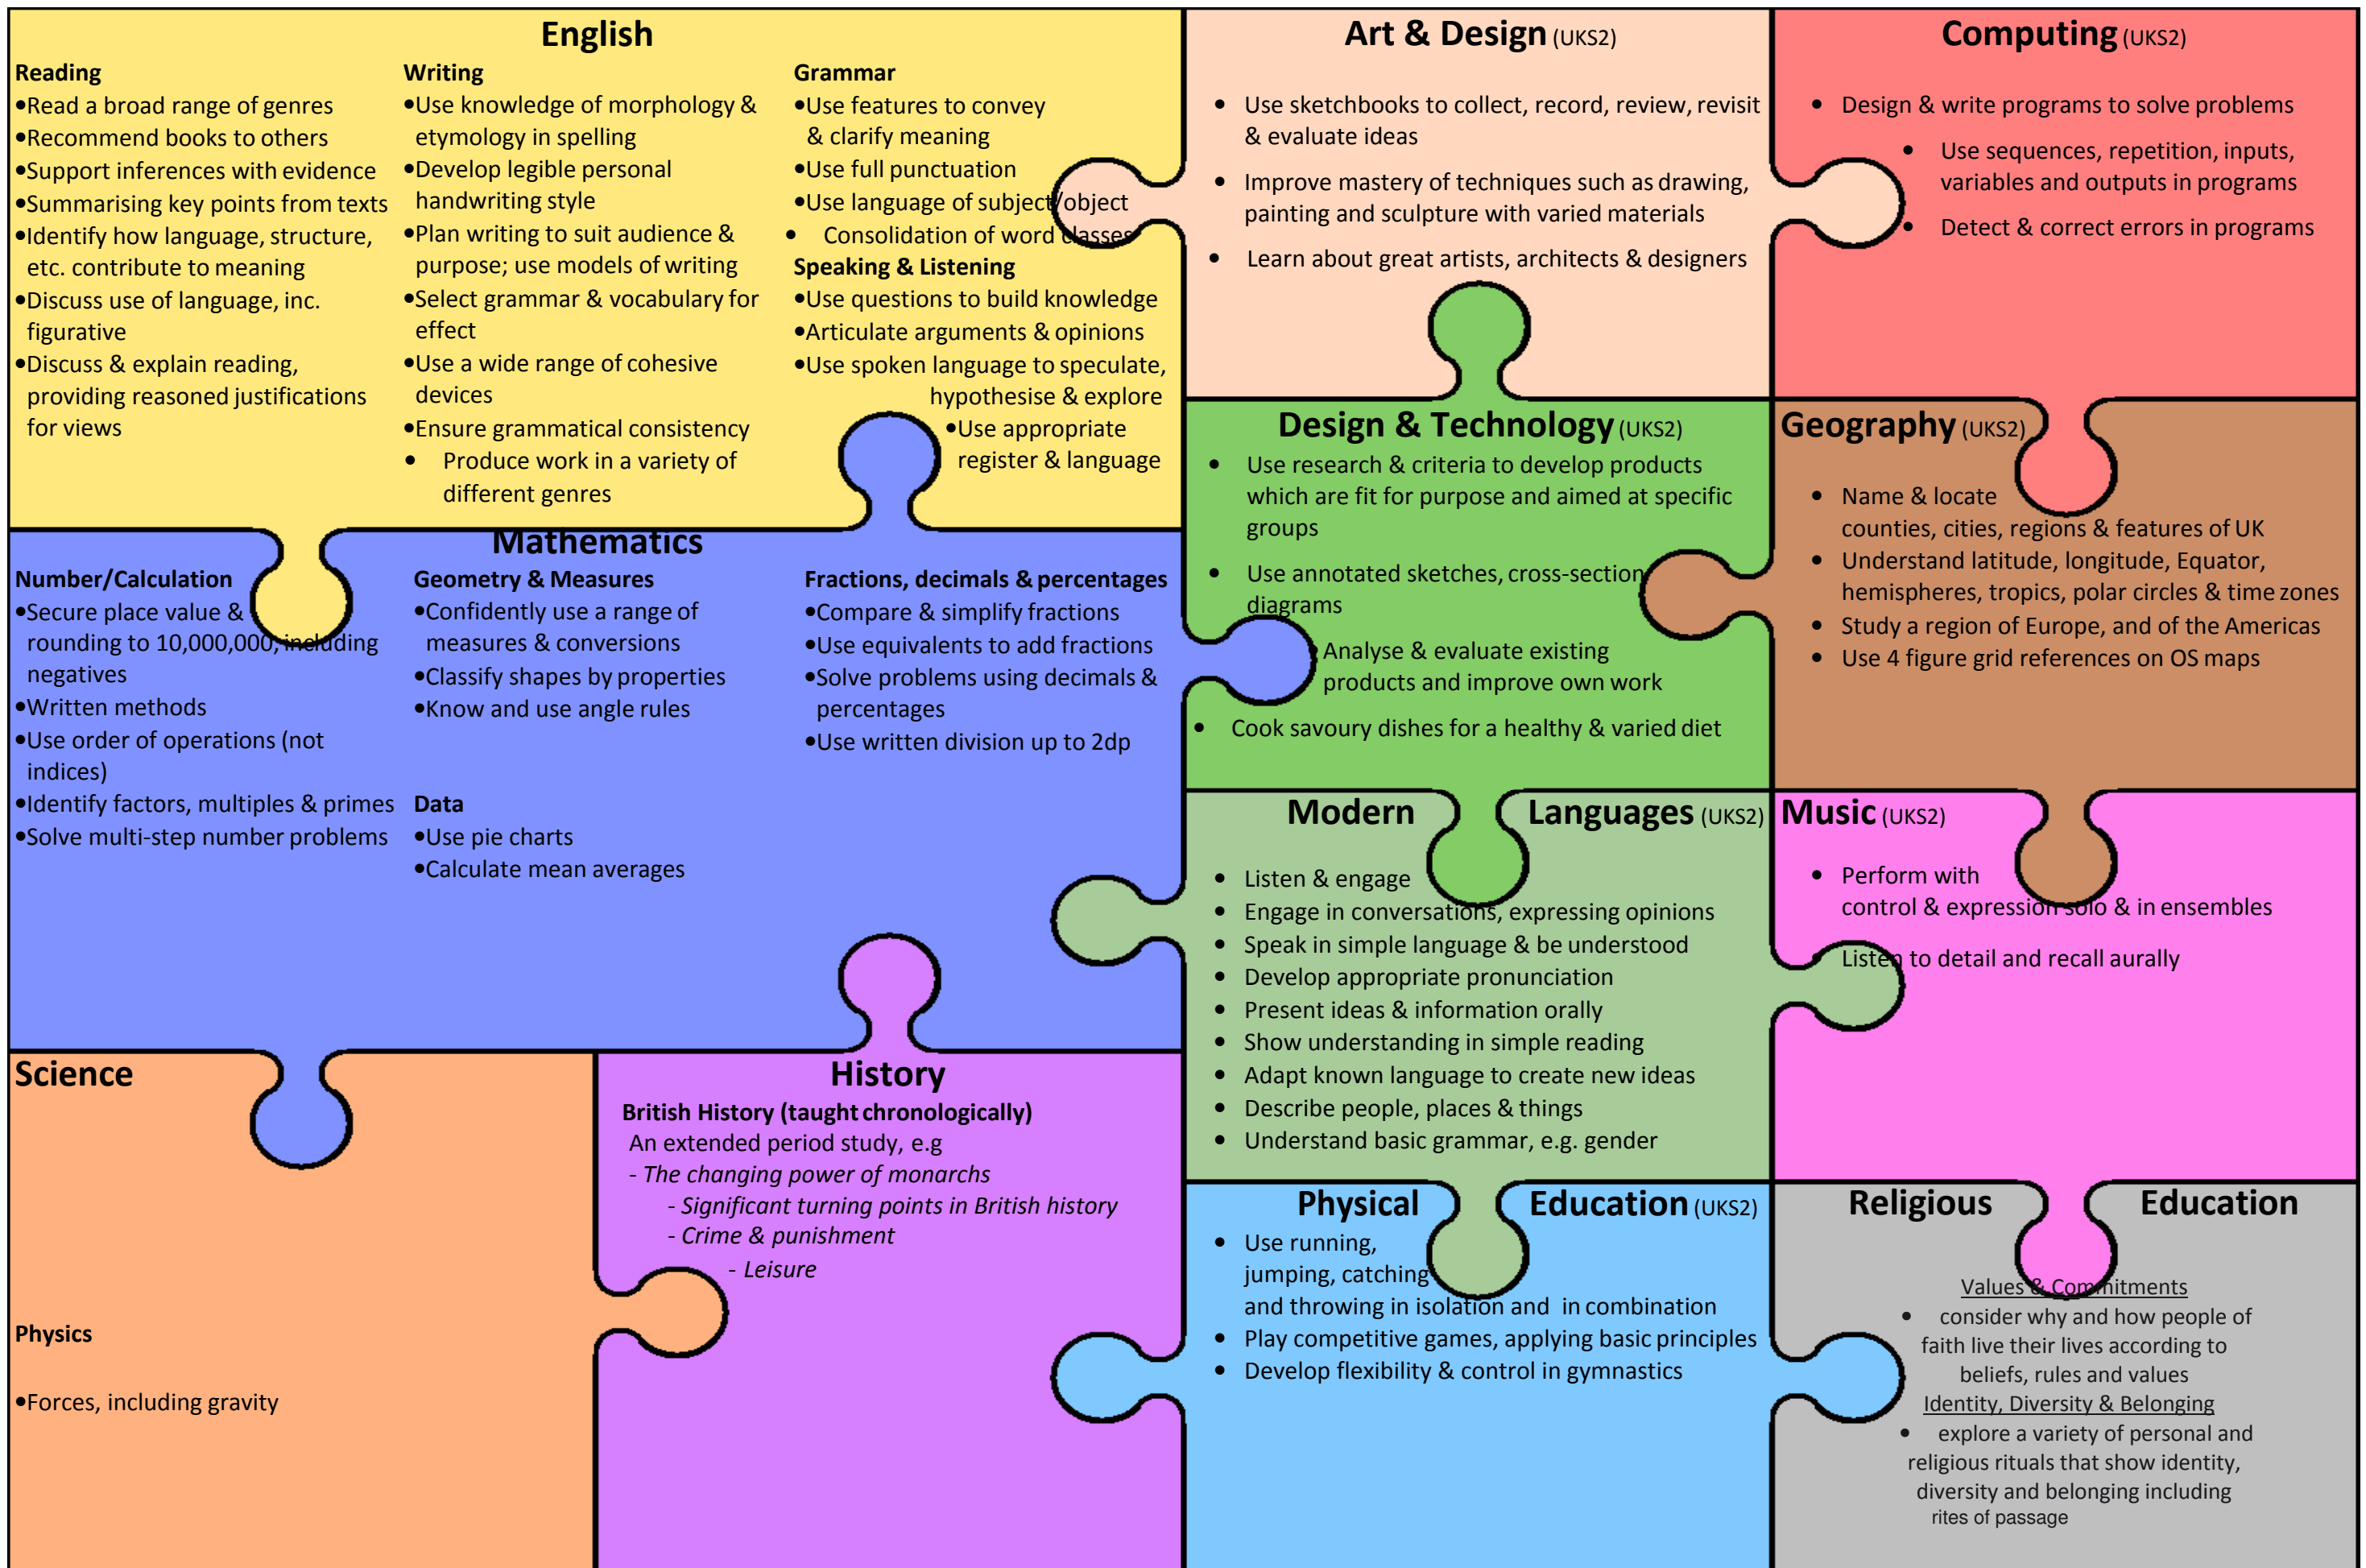 English
Reading
•Read a broad range of genres
•Recommend books to others
•Support inferences with evidence
•Summarising key points from texts
•Identify how language, structure,
etc. contribute to meaning
•Discuss use of language, inc.
figurative
•Discuss & explain reading,
providing reasoned justifications
for views
Writing
•Use knowledge of morphology &
etymology in spelling
•Develop legible personal
handwriting style
•Plan writing to suit audience &
purpose; use models of writing
•Select grammar & vocabulary for
effect
•Use a wide range of cohesive
devices
•Ensure grammatical consistency
• Produce work in a variety of
different genres
Grammar
•Use features to convey
& clarify meaning
•Use full punctuation
•Use language of subject/object
• Consolidation of word classes
Speaking & Listening
•Use questions to build knowledge
•Articulate arguments & opinions
•Use spoken language to speculate,
hypothesise & explore
•Use appropriate
register & language
Art & Design (UKS2)
• Use sketchbooks to collect, record, review, revisit
& evaluate ideas
• Improve mastery of techniques such as drawing,
painting and sculpture with varied materials
• Learn about great artists, architects & designers
Computing (UKS2)
• Design & write programs to solve problems
• Use sequences, repetition, inputs,
variables and outputs in programs
• Detect & correct errors in programs
Mathematics
Number/Calculation
•Secure place value &
rounding to 10,000,000, including
negatives
•Written methods
•Use order of operations (not
indices)
•Identify factors, multiples & primes
•Solve multi-step number problems
Geometry & Measures
•Confidently use a range of
measures & conversions
•Classify shapes by properties
•Know and use angle rules
Data
•Use pie charts
•Calculate mean averages
Fractions, decimals & percentages
•Compare & simplify fractions
•Use equivalents to add fractions
•Solve problems using decimals &
percentages
•Use written division up to 2dp
Design & Technology (UKS2)
• Use research & criteria to develop products
which are fit for purpose and aimed at specific
groups
• Use annotated sketches, cross-section
diagrams
Analyse & evaluate existing
products and improve own work
• Cook savoury dishes for a healthy & varied diet
Geography (UKS2)
• Name & locate
counties, cities, regions & features of UK
• Understand latitude, longitude, Equator,
hemispheres, tropics, polar circles & time zones
• Study a region of Europe, and of the Americas
• Use 4 figure grid references on OS maps
Modern Languages (UKS2)
• Listen & engage
• Engage in conversations, expressing opinions
• Speak in simple language & be understood
• Develop appropriate pronunciation
• Present ideas & information orally
• Show understanding in simple reading
• Adapt known language to create new ideas
• Describe people, places & things
• Understand basic grammar, e.g. gender
Music (UKS2)
• Perform with
control & expression solo & in ensembles
Listen to detail and recall aurally
Science
Physics
•Forces, including gravity
History
British History (taught chronologically)
An extended period study, e.g
- The changing power of monarchs
- Significant turning points in British history
- Crime & punishment
- Leisure
Physical Education (UKS2)
• Use running,
jumping, catching
and throwing in isolation and in combination
• Play competitive games, applying basic principles
• Develop flexibility & control in gymnastics
Religious Education
Values & Commitments
• consider why and how people of
faith live their lives according to
beliefs, rules and values
Identity, Diversity & Belonging
• explore a variety of personal and
religious rituals that show identity,
diversity and belonging including
rites of passage